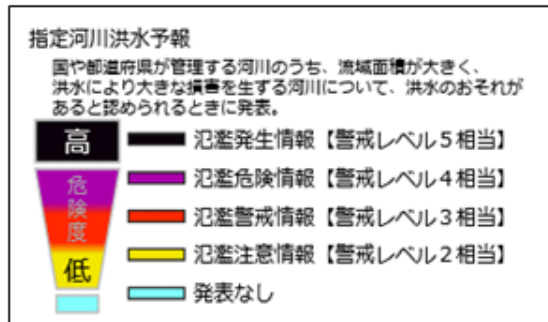 指定河川洪水予報
国や都道府県が管理する河川のうち、流域面積が大きく、
洪水により大きな損害を生する河川について、洪水のおそれが
あると認められるときに発表。
高 氾濫発生情報【警戒レベル5相当】
危険度 氾濫危険情報【警戒レベル4相当】
氾濫警戒情報【警戒レベル3相当】
低 氾濫注意情報【警戒レベル2相当】
発表なし